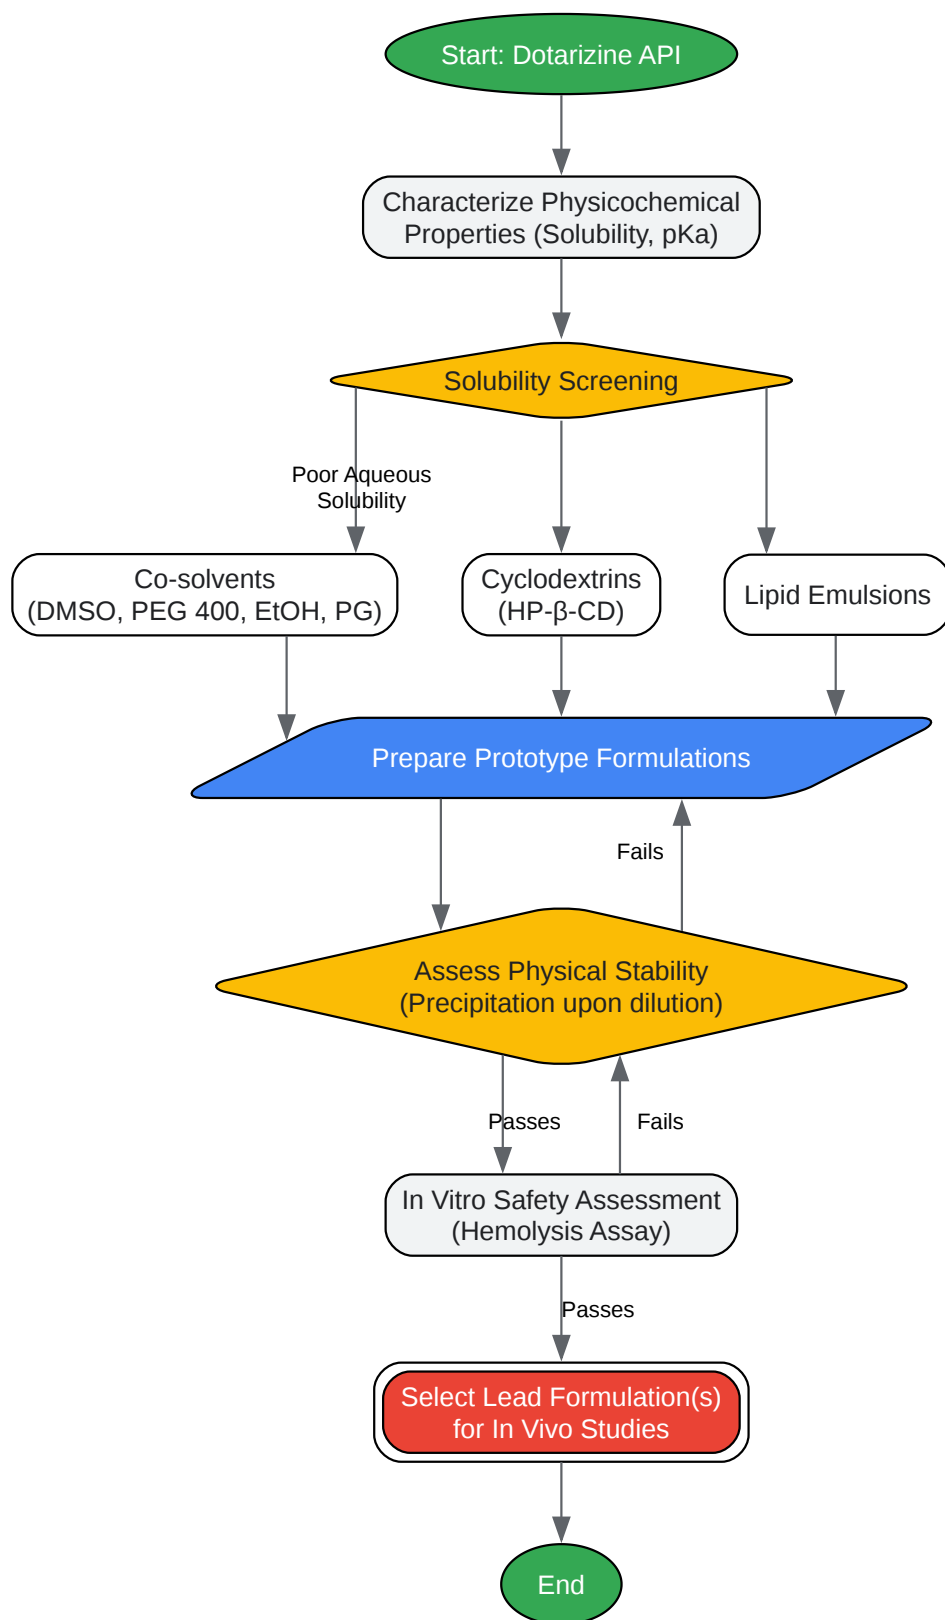 Start: Dotarizine API
Characterize Physicochemical
Properties (Solubility, pKa)
Solubility Screening
Poor Aqueous
Solubility
Co-solvents
(DMSO, PEG 400, EtOH, PG)
Cyclodextrins
(HP-β-CD)
Lipid Emulsions
Prepare Prototype Formulations
Fails
Assess Physical Stability
(Precipitation upon dilution)
Passes
Fails
In Vitro Safety Assessment
(Hemolysis Assay)
Passes
Select Lead Formulation(s)
for In Vivo Studies
End